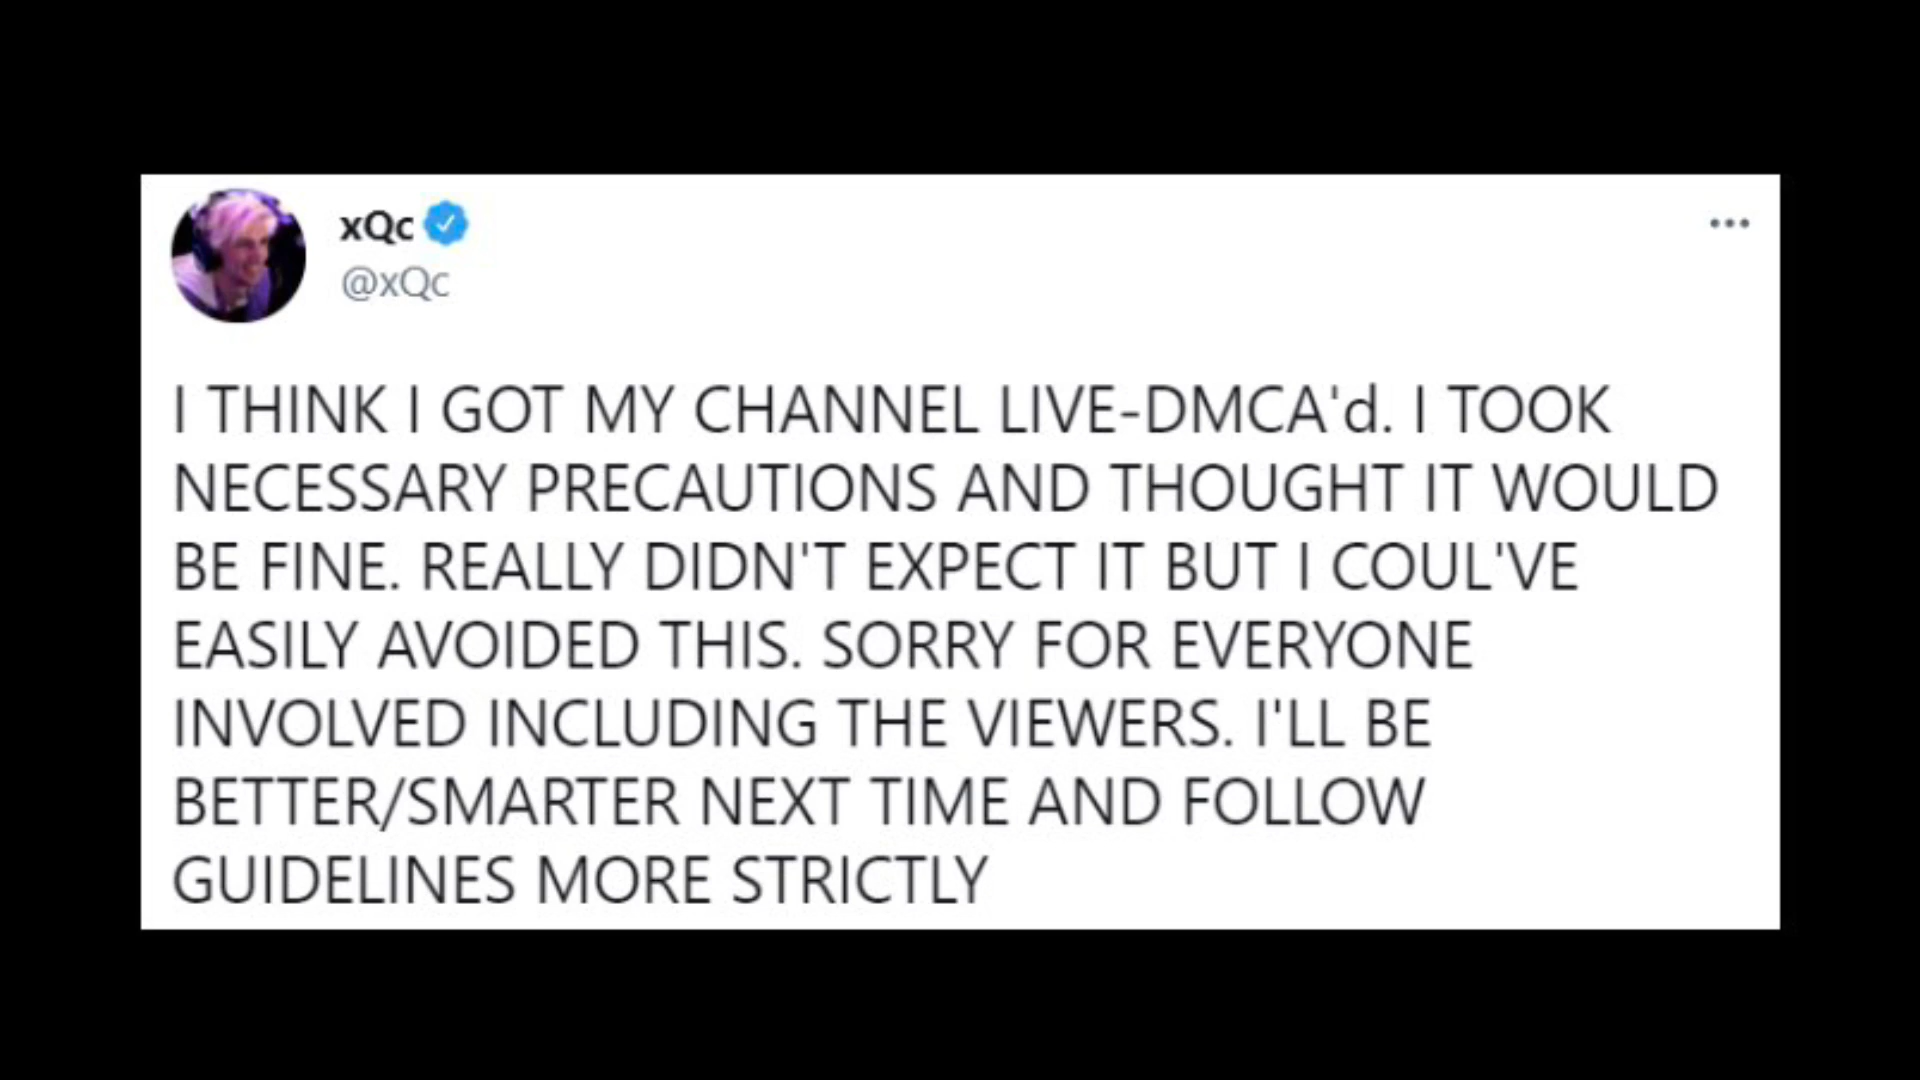 xQc
@xQc
I THINK I GOT MY CHANNEL LIVE-DMCA'd. I TOOK
NECESSARY PRECAUTIONS AND THOUGHT IT WOULD
BE FINE. REALLY DIDN'T EXPECT IT BUT I COUL'VE
EASILY AVOIDED THIS. SORRY FOR EVERYONE
INVOLVED INCLUDING THE VIEWERS. I'LL BE
BETTER/SMARTER NEXT TIME AND FOLLOW
GUIDELINES MORE STRICTLY